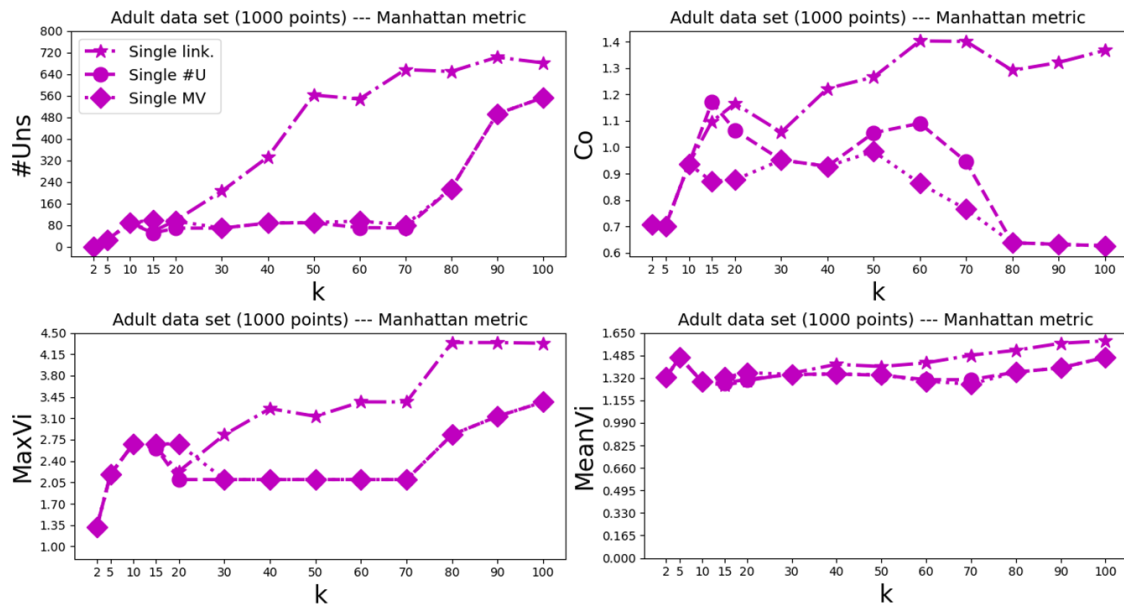 Adult data set (1000 points) --- Manhattan metric
800
720
640
560
480
400
320
240
160
80
0
#Uns
Single link.
Single #U
Single MV
2 5 10 15 20 30 40 50 60 70 80 90 100
k
Adult data set (1000 points) --- Manhattan metric
1.4
1.3
1.2
1.1
1.0
0.9
0.8
0.7
0.6
Co
2 5 10 15 20 30 40 50 60 70 80 90 100
k
Adult data set (1000 points) --- Manhattan metric
4.50
4.15
3.80
3.45
3.10
2.75
2.40
2.05
1.70
1.35
1.00
MaxVi
2 5 10 15 20 30 40 50 60 70 80 90 100
k
Adult data set (1000 points) --- Manhattan metric
1.650
1.485
1.320
1.155
0.990
0.825
0.660
0.495
0.330
0.165
0.000
MeanVi
2 5 10 15 20 30 40 50 60 70 80 90 100
k